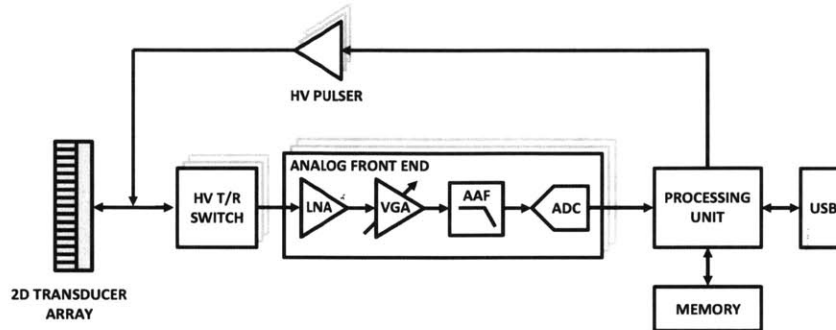 HV PULSER
ANALOG FRONT END
HV T/R
SWITCH
LNA
VGA
AAF
ADC
PROCESSING
UNIT
USB
2D TRANSDUCER
ARRAY
MEMORY